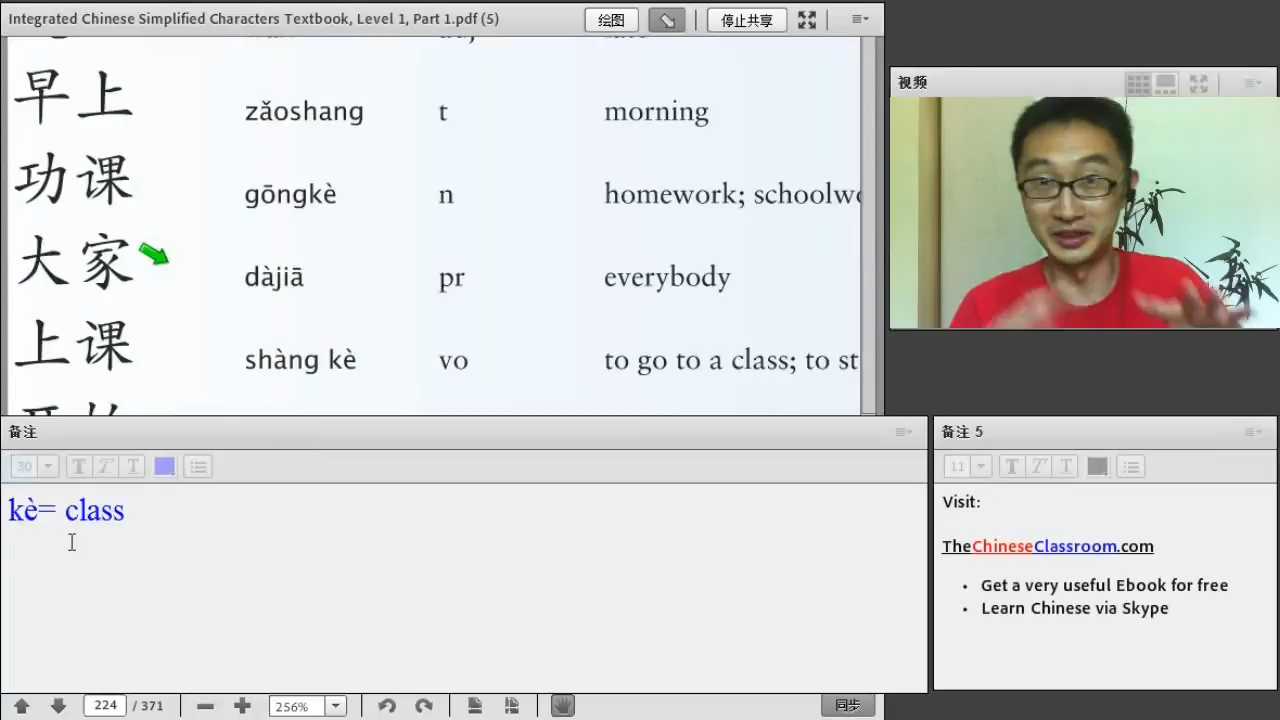 Integrated Chinese Simplified Characters Textbook, Level 1, Part 1.pdf (5)
绘图
停止共享
早上 zǎoshang t morning
功课 gōngkè n homework; schoolwo
大家 dàjiā pr everybody
上课 shàng kè vo to go to a class; to st
视频
备注
30
T T T
kè= class
备注 5
11
T T T
Visit:
TheChineseClassroom.com
• Get a very useful Ebook for free
• Learn Chinese via Skype
224 / 371
256%
同步